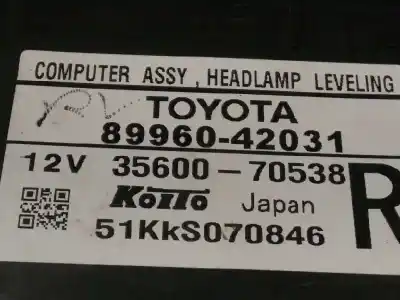 COMPUTER ASSY, HEADLAMP LEVELING
TOYOTA
89960-42031
12V 35600-70538
KOITO Japan R
51KKS070846